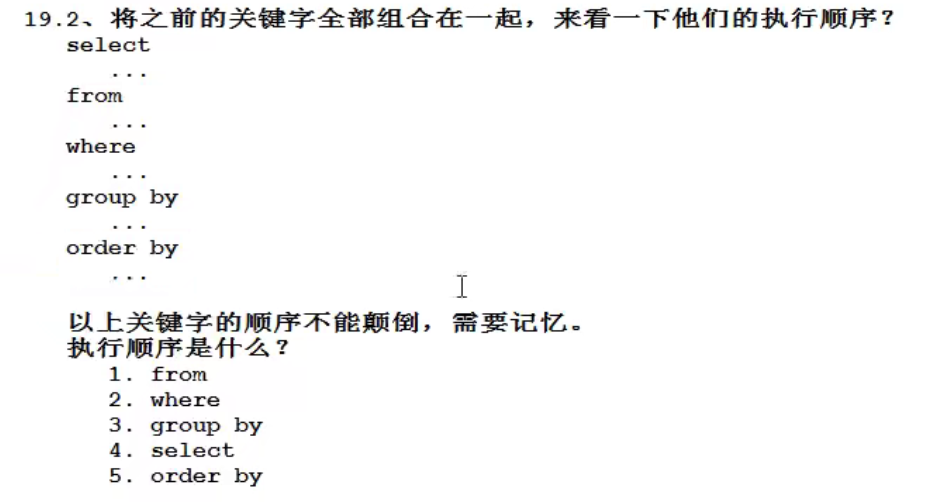 19.2、将之前的关键字全部组合在一起，来看一下他们的执行顺序？
select
...
from
...
where
...
group by
...
order by
...
以上关键字的顺序不能颠倒，需要记忆。
执行顺序是什么？
1. from
2. where
3. group by
4. select
5. order by